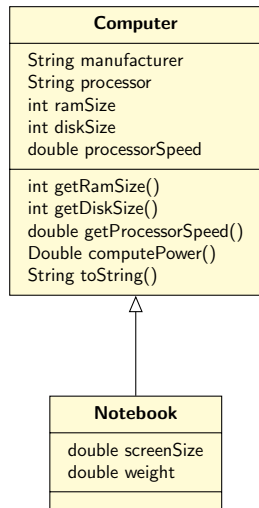 Computer
String manufacturer
String processor
int ramSize
int diskSize
double processorSpeed
int getRamSize()
int getDiskSize()
double getProcessorSpeed()
Double computePower()
String toString()
Notebook
double screenSize
double weight